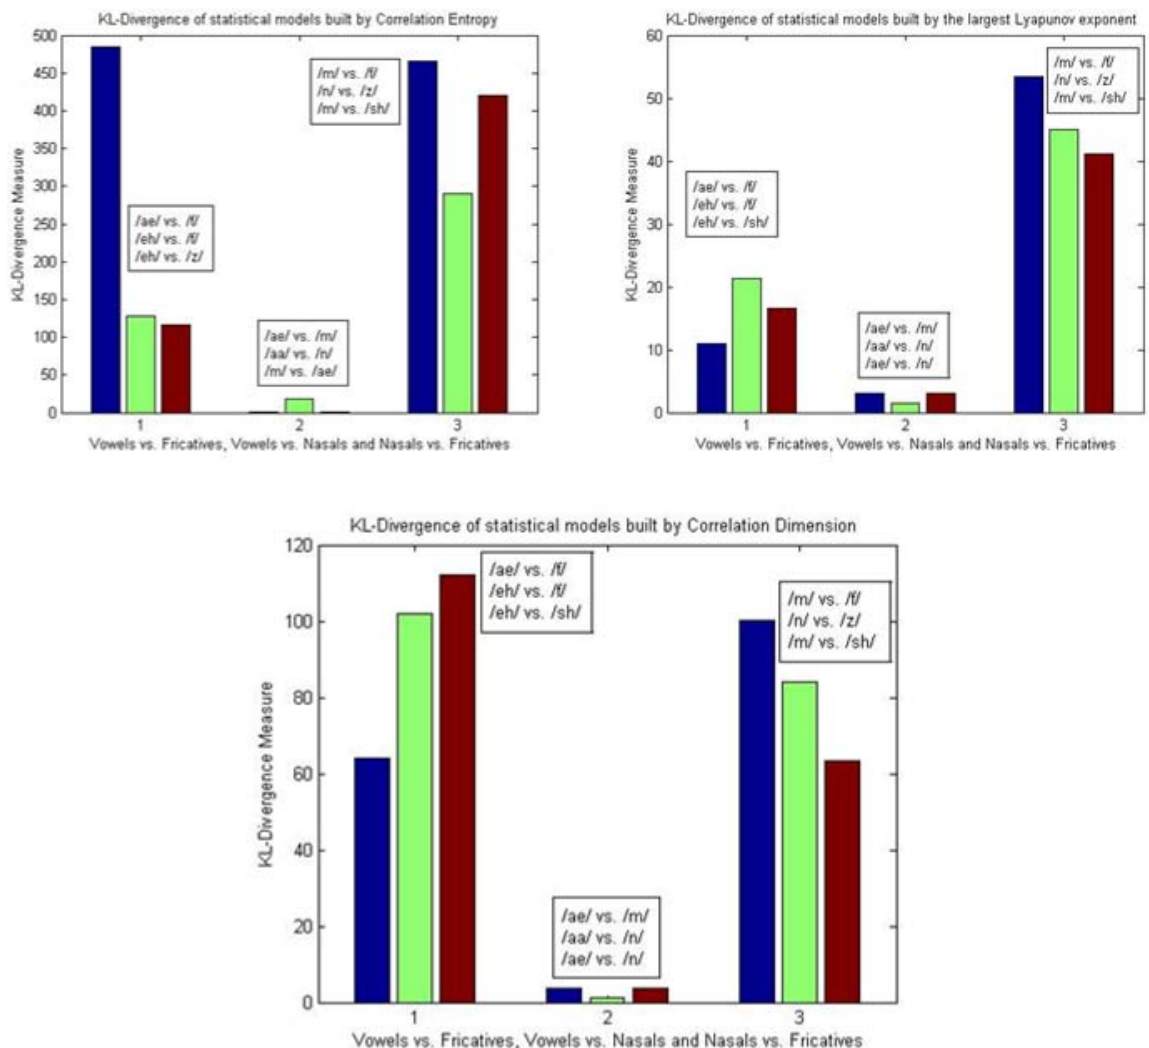 KL-Divergence of statistical models built by Correlation Entropy
500
450
400
350
300
250
200
150
100
50
0
KL-Divergence Measure
/ae/ vs. /f/
/eh/ vs. /f/
/eh/ vs. /z/
/ae/ vs. /m/
/aa/ vs. /n/
/m/ vs. /ae/
/m/ vs. /f/
/n/ vs. /z/
/m/ vs. /sh/
1 2 3
Vowels vs. Fricatives, Vowels vs. Nasals and Nasals vs. Fricatives
KL-Divergence of statistical models built by the largest Lyapunov exponent
60
50
40
30
20
10
0
KL-Divergence Measure
/ae/ vs. /f/
/eh/ vs. /f/
/eh/ vs. /sh/
/ae/ vs. /m/
/aa/ vs. /n/
/ae/ vs. /n/
/m/ vs. /f/
/n/ vs. /z/
/m/ vs. /sh/
1 2 3
Vowels vs. Fricatives, Vowels vs. Nasals and Nasals vs. Fricatives
KL-Divergence of statistical models built by Correlation Dimension
120
100
80
60
40
20
0
KL-Divergence Measure
/ae/ vs. /f/
/eh/ vs. /f/
/eh/ vs. /sh/
/ae/ vs. /m/
/aa/ vs. /n/
/ae/ vs. /n/
/m/ vs. /f/
/n/ vs. /z/
/m/ vs. /sh/
1 2 3
Vowels vs. Fricatives, Vowels vs. Nasals and Nasals vs. Fricatives